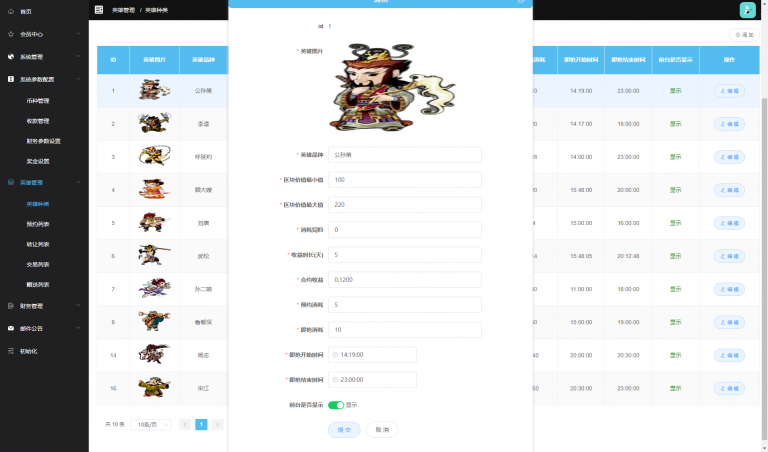 首页
会员中心
系统管理
系统参数配置
币种管理
收款管理
财务参数设置
奖金设置
英雄管理
英雄种类
预约列表
转让列表
交易列表
赠送列表
财务管理
邮件公告
初始化
英雄管理 / 英雄种类
添加
ID 英雄图片 英雄品种 消耗 即抢开始时间 即抢结束时间 前台是否显示 操作
1 公孙策 14:19:00 23:00:00 显示 编辑
2 李逵 14:17:00 18:00:00 显示 编辑
3 呼延灼 14:00:00 23:00:00 显示 编辑
4 顾大嫂 15:48:00 20:00:00 显示 编辑
5 刘唐 15:00:00 16:00:00 显示 编辑
6 武松 15:48:05 20:12:48 显示 编辑
7 孙二娘 11:00:00 18:00:00 显示 编辑
8 鲁智深 15:00:00 19:00:00 显示 编辑
14 杨志 20:00:00 20:30:00 显示 编辑
16 宋江 20:30:00 23:00:00 显示 编辑
共 10 条 10条/页 1
id 1
* 英雄图片
* 英雄品种 公孙策
* 区块价值最小值 100
* 区块价值最大值 220
0
* 收益时长(天) 5
* 合约收益 0.1200
* 预约消耗 5
* 即抢消耗 10
* 即抢开始时间 14:19:00
* 即抢结束时间 23:00:00
前台是否显示 显示
提交 取消